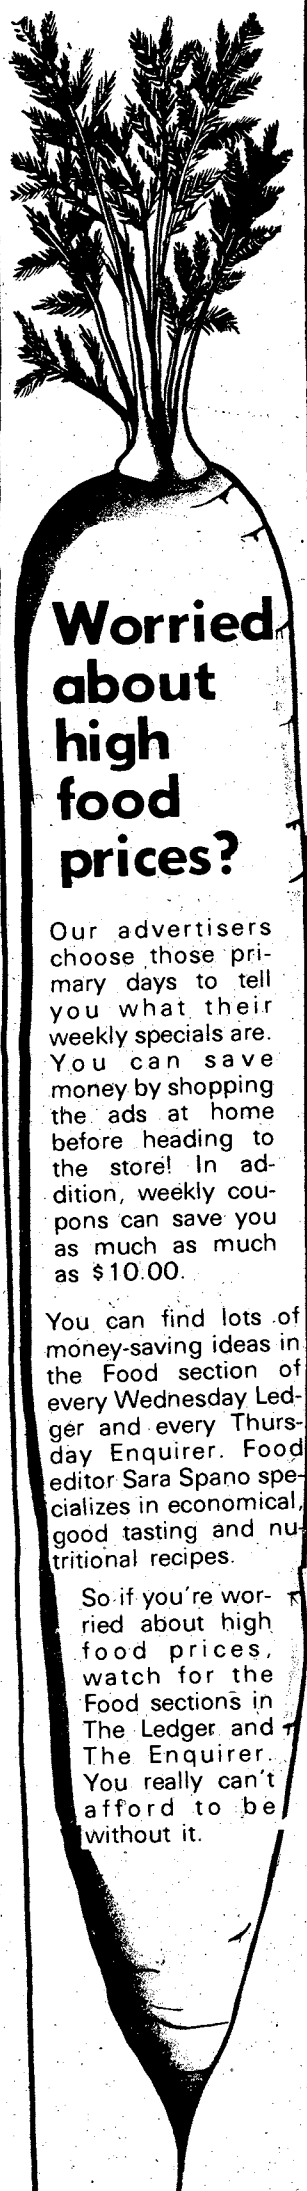 Worried
about
high
food
prices?
Our advertisers
choose those pri-
mary days to tell
you what their
weekly specials are.
You can save
money by shopping
the ads at home
before heading to
the store! In ad-
dition, weekly cou-
pons can save you
as much as much
as $10.00.
You can find lots of
money-saving ideas in
the Food section of
every Wednesday Led-
ger and every Thurs-
day Enquirer. Food
editor Sara Spano spe-
cializes in economical,
good tasting and nu-
tritional recipes.
So if you're wor-
ried about high
food prices,
watch for the
Food sections in
The Ledger and
The Enquirer.
You really can't
afford to be
without it.